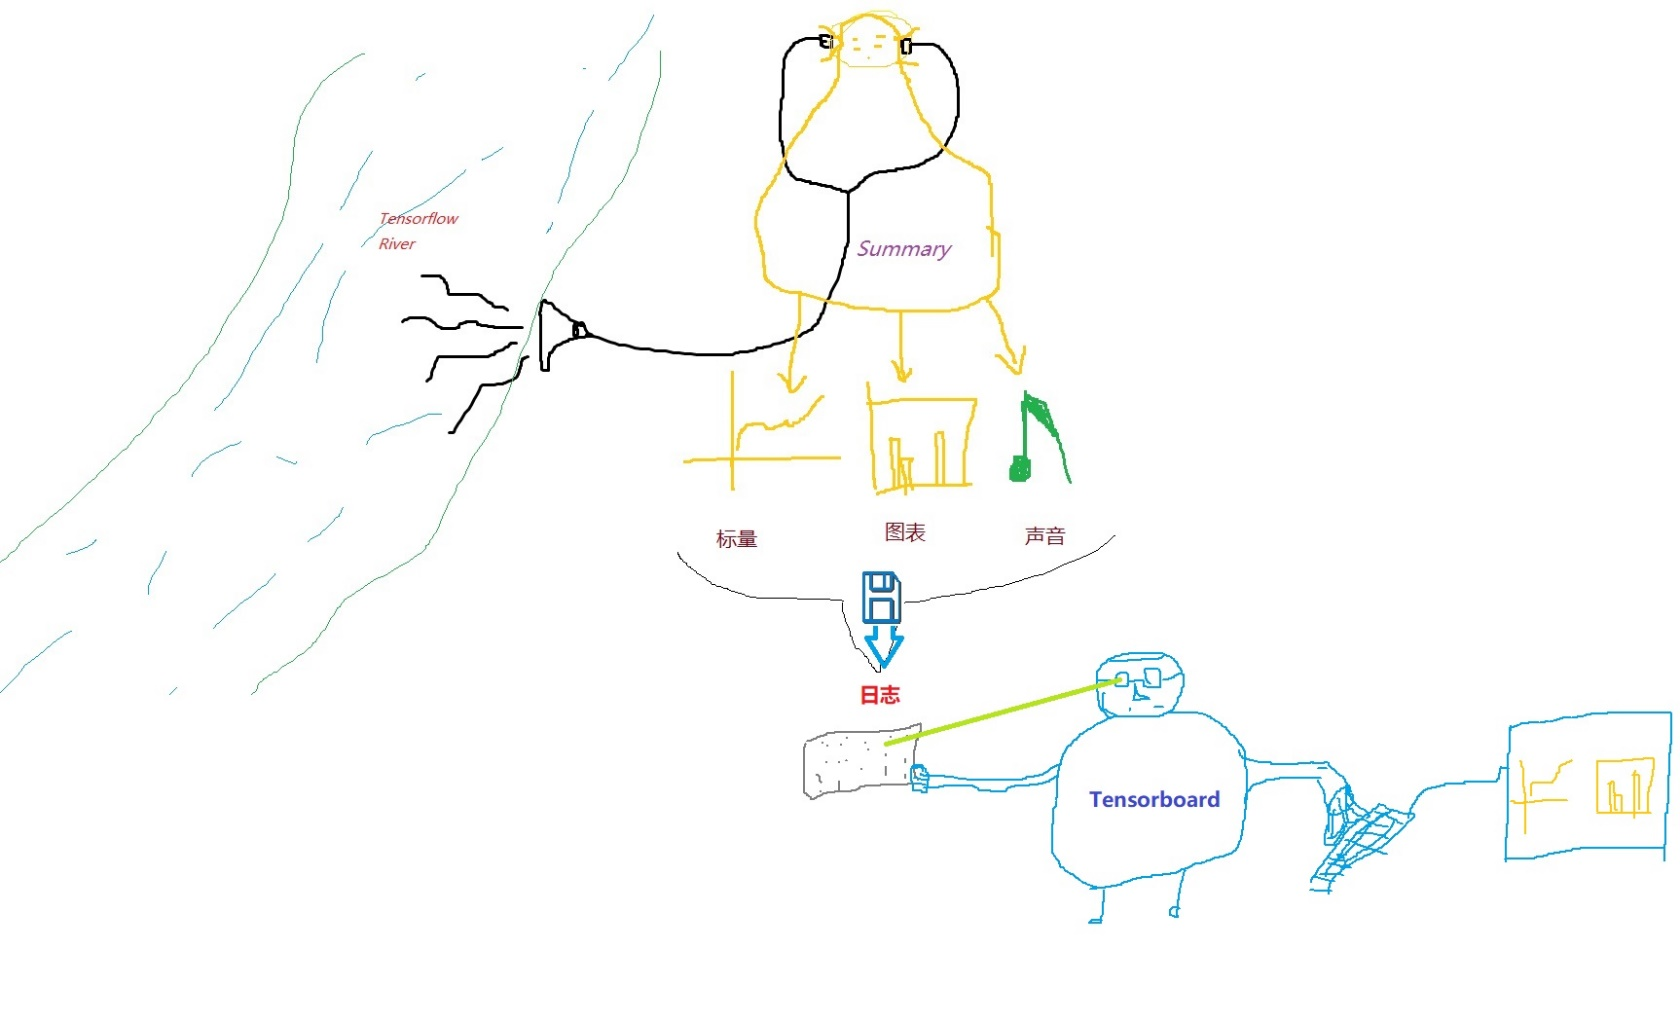 Tensorflow
River
Summary
标量
图表
声音
日志
Tensorboard